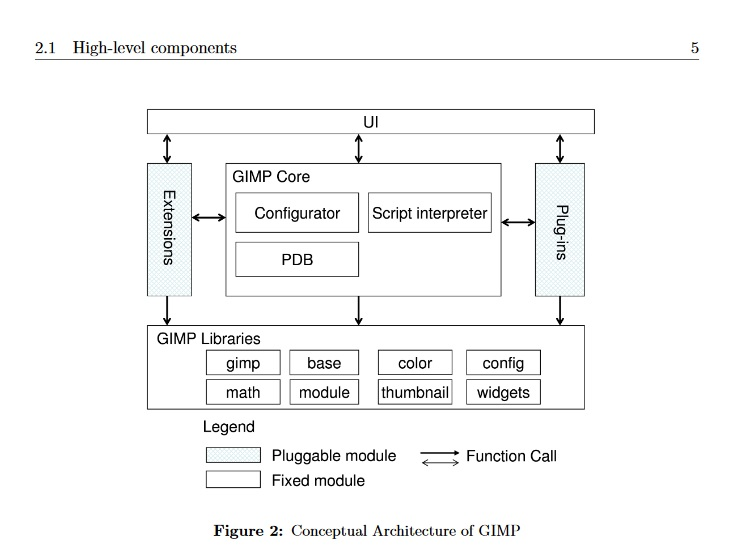 2.1 High-level components 5
UI
GIMP Core
Extensions
Configurator Script interpreter
Plug-ins
PDB
GIMP Libraries
gimp base color config
math module thumbnail widgets
Legend
Pluggable module Function Call
Fixed module
Figure 2: Conceptual Architecture of GIMP